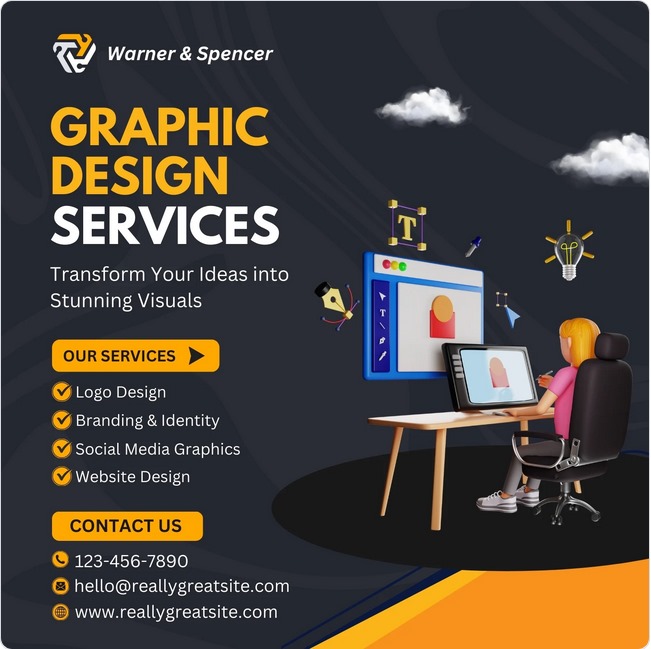 Warner & Spencer
GRAPHIC
DESIGN
SERVICES
Transform Your Ideas into
Stunning Visuals
OUR SERVICES
Logo Design
Branding & Identity
Social Media Graphics
Website Design
CONTACT US
123-456-7890
hello@reallygreatsite.com
www.reallygreatsite.com
T
T